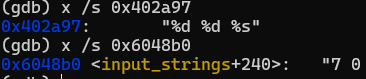 (gdb) x /s 0x402a97
0x402a97:       "%d %d %s"
(gdb) x /s 0x6048b0
0x6048b0 <input_strings+240>:   "7 0